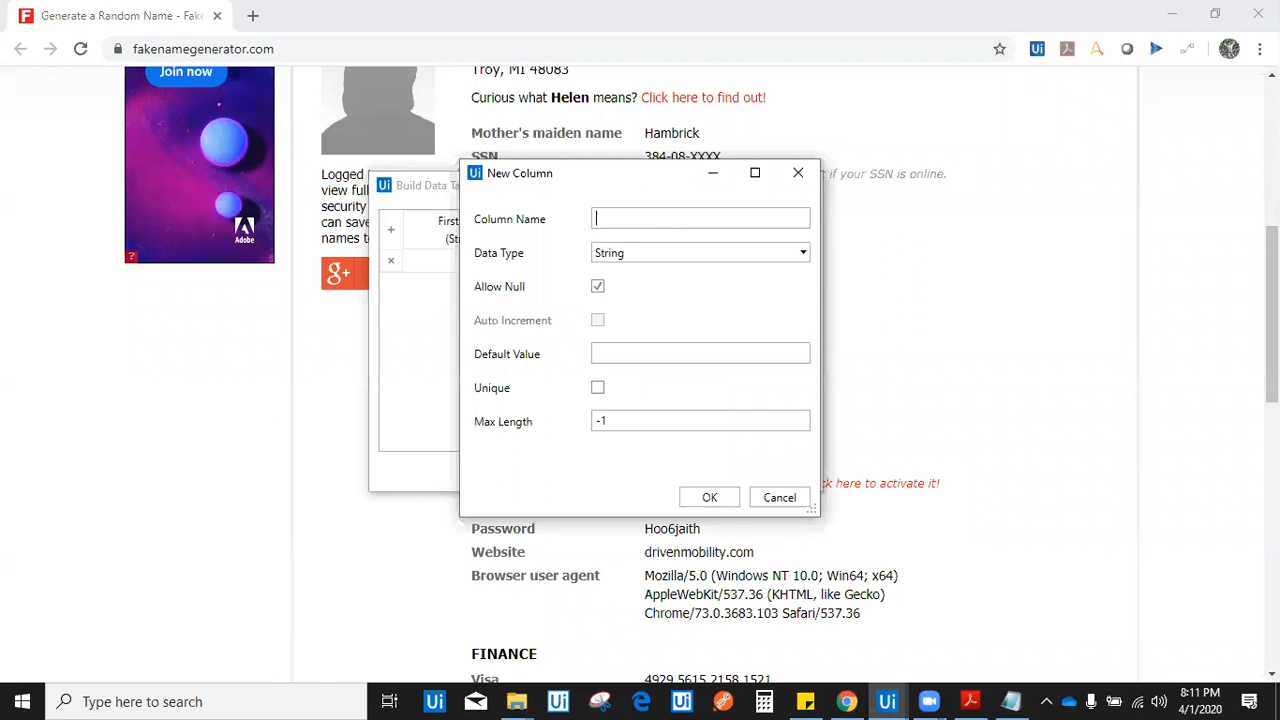 Generate a Random Name - Fak
fakenamegenerator.com
Join now
Adobe
Troy, MI 48083
Curious what Helen means? Click here to find out!
Mother's maiden name Hambrick
SSN 384-08-XXXX
if your SSN is online.
Logged
view full
security
can save
names to
g+
Build Data Ta
First
(St
New Column
Column Name
Data Type String
Allow Null
Auto Increment
Default Value
Unique
Max Length -1
OK Cancel
here to activate it!
Password Hoo6jaith
Website drivenmobility.com
Browser user agent Mozilla/5.0 (Windows NT 10.0; Win64; x64)
AppleWebKit/537.36 (KHTML, like Gecko)
Chrome/73.0.3683.103 Safari/537.36
FINANCE
Visa 4929 5615 2158 1521
Type here to search
8:11 PM
4/1/2020